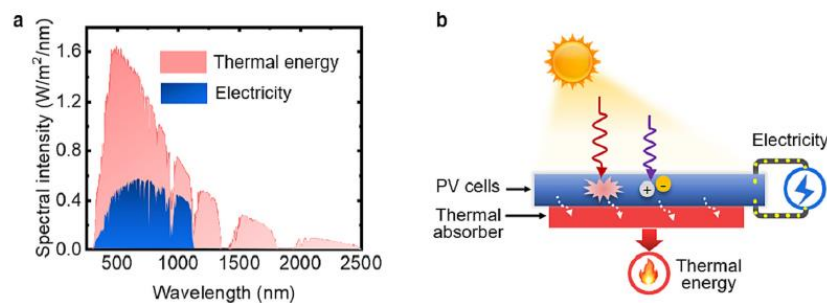 a
Spectral intensity (W/m²/nm)
1.6
1.2
0.8
0.4
0.0
Thermal energy
Electricity
500
1000
1500
2000
2500
Wavelength (nm)
b
Electricity
PV cells
+
-
Thermal
absorber
Thermal
energy